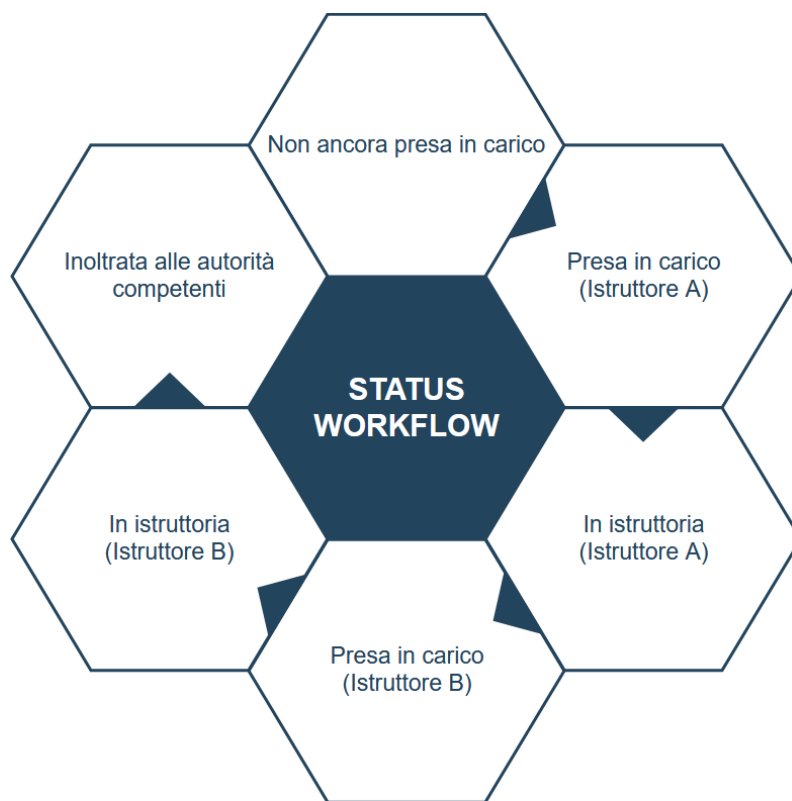 Non ancora presa in carico
Presa in carico
(Istruttore A)
In istruttoria
(Istruttore A)
Presa in carico
(Istruttore B)
In istruttoria
(Istruttore B)
Inoltrata alle autorità
competenti
STATUS
WORKFLOW